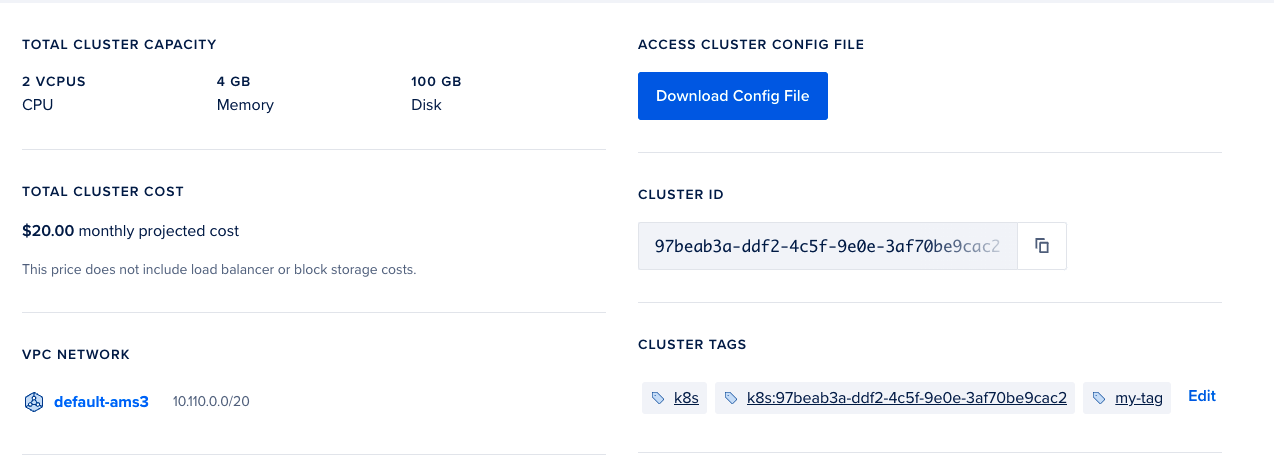 TOTAL CLUSTER CAPACITY
2 VCPUS
CPU
4 GB
Memory
100 GB
Disk
TOTAL CLUSTER COST
$20.00 monthly projected cost
This price does not include load balancer or block storage costs.
VPC NETWORK
default-ams3 10.110.0.0/20
ACCESS CLUSTER CONFIG FILE
Download Config File
CLUSTER ID
97beab3a-ddf2-4c5f-9e0e-3af70be9cac2
CLUSTER TAGS
k8s k8s:97beab3a-ddf2-4c5f-9e0e-3af70be9cac2 my-tag Edit